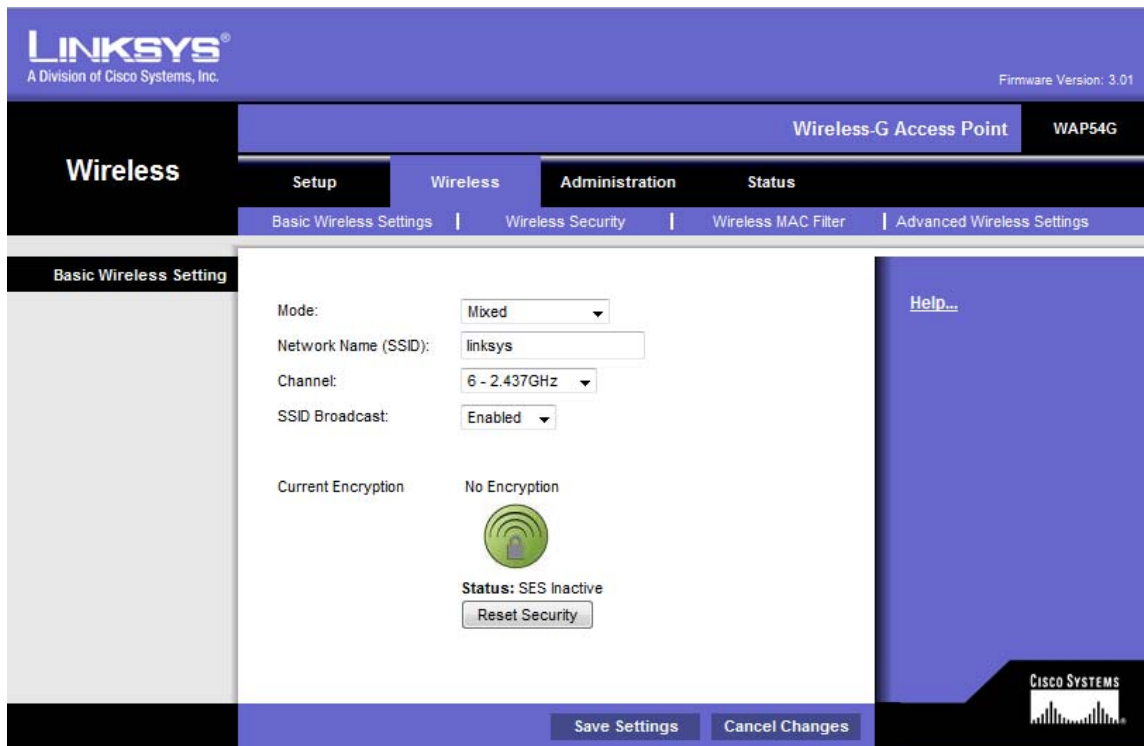 LINKSYS®
A Division of Cisco Systems, Inc.
Firmware Version: 3.01
Wireless-G Access Point WAP54G
Wireless
Setup Wireless Administration Status
Basic Wireless Settings | Wireless Security | Wireless MAC Filter | Advanced Wireless Settings
Basic Wireless Setting
Help...
Mode: Mixed
Network Name (SSID): linksys
Channel: 6 - 2.437GHz
SSID Broadcast: Enabled
Current Encryption No Encryption
Status: SES Inactive
Reset Security
CISCO SYSTEMS
Save Settings Cancel Changes